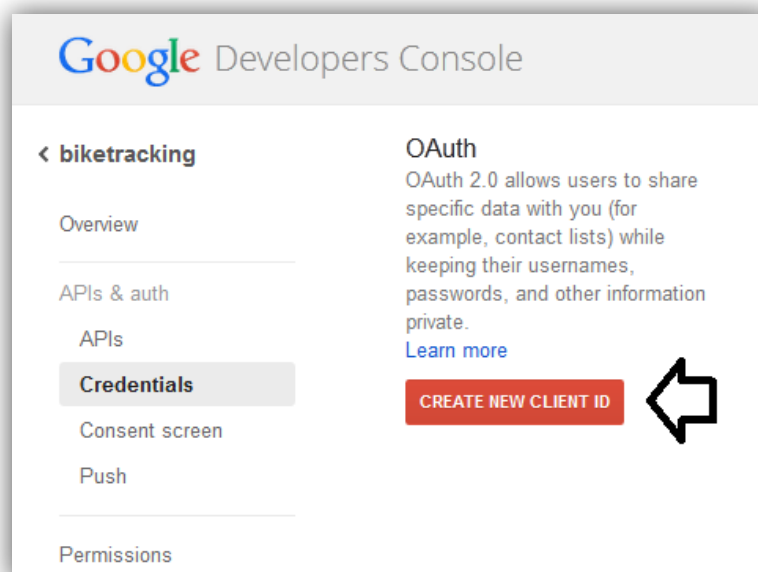 Google Developers Console
biketracking
Overview
APIs & auth
APIs
Credentials
Consent screen
Push
Permissions
OAuth
OAuth 2.0 allows users to share
specific data with you (for
example, contact lists) while
keeping their usernames,
passwords, and other information
private.
Learn more
CREATE NEW CLIENT ID